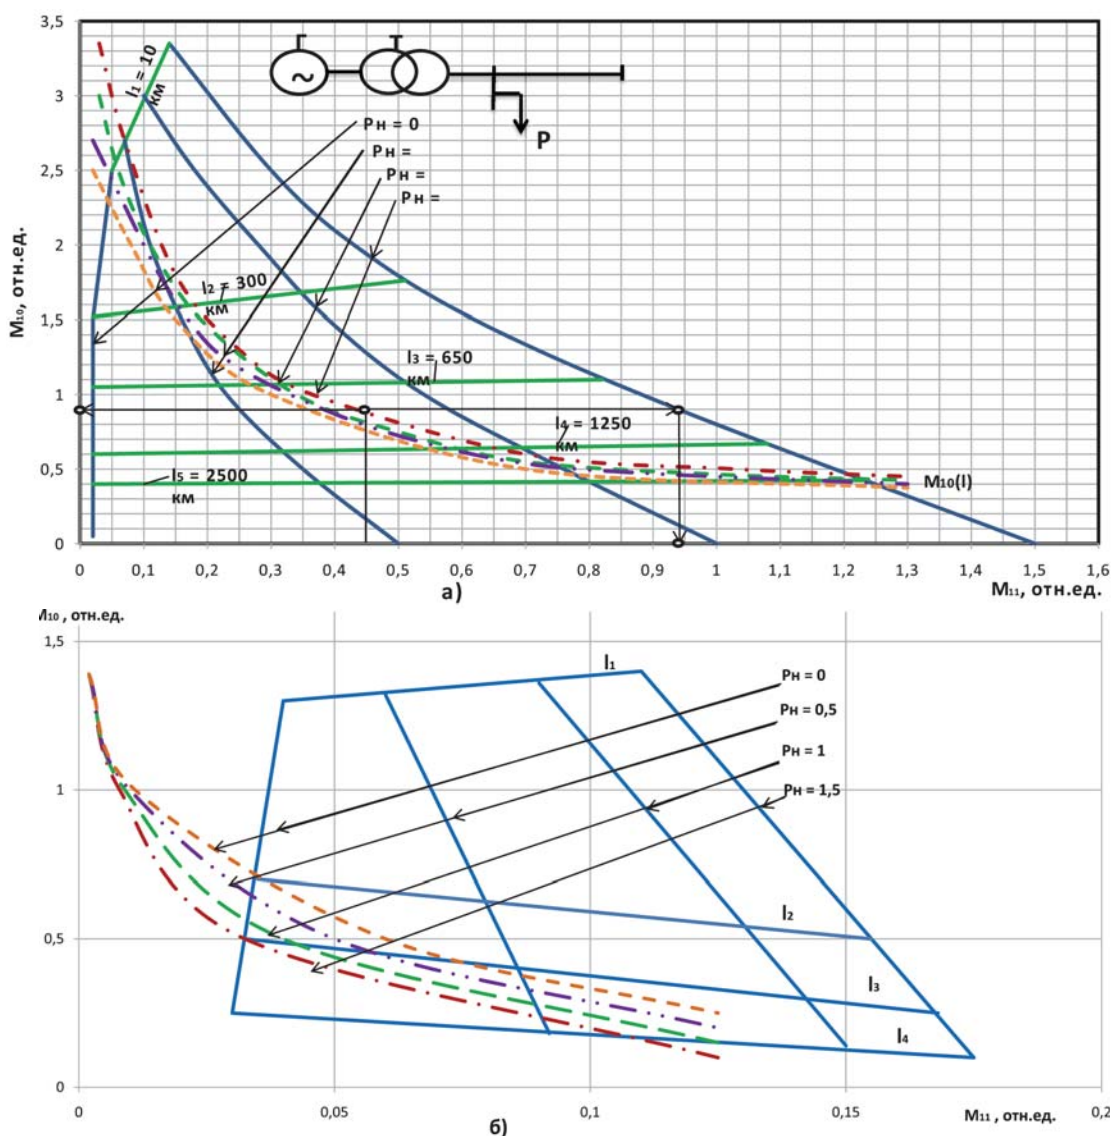 3,5
3
2,5
2
1,5
1
0,5
0
M₁₀, отн.ед.
l₁ = 10
км
Г
~
Т
P
Pн = 0
Pн =
Pн =
Pн =
l₂ = 300
км
l₃ = 650
км
l₄ = 1250
км
l₅ = 2500
км
M₁₀(l)
0 0,1 0,2 0,3 0,4 0,5 0,6 0,7 0,8 0,9 1 1,1 1,2 1,3 1,4 1,5 1,6
а) M₁₁, отн.ед.
M₁₀ , отн.ед.
1,5
1
0,5
0
l₁
Pн = 0
Pн = 0,5
Pн = 1
Pн = 1,5
l₂
l₃
l₄
0 0,05 0,1 0,15 0,2
б) M₁₁ , отн.ед.